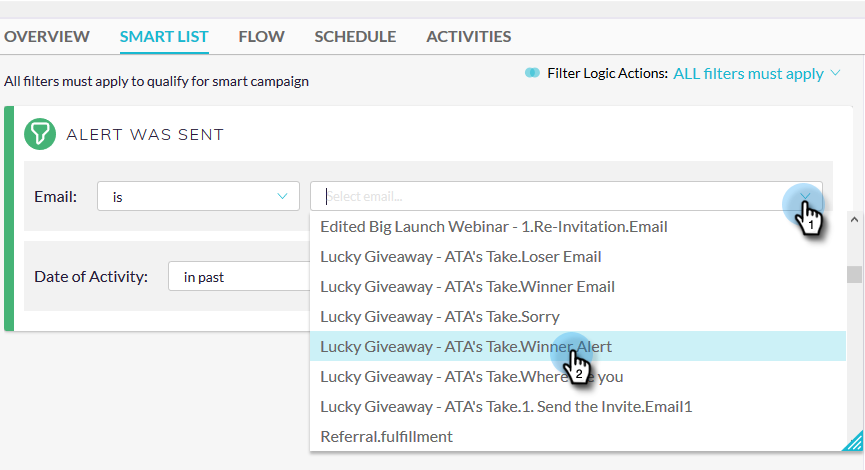 OVERVIEW SMART LIST FLOW SCHEDULE ACTIVITIES
All filters must apply to qualify for smart campaign
Filter Logic Actions: ALL filters must apply
ALERT WAS SENT
Email: is Select email...
1
Edited Big Launch Webinar - 1.Re-Invitation.Email
Lucky Giveaway - ATA's Take.Loser Email
Date of Activity: in past
Lucky Giveaway - ATA's Take.Winner Email
Lucky Giveaway - ATA's Take.Sorry
Lucky Giveaway - ATA's Take.Winner Alert
2
Lucky Giveaway - ATA's Take.Where are you
Lucky Giveaway - ATA's Take.1. Send the Invite.Email1
Referral.fulfillment